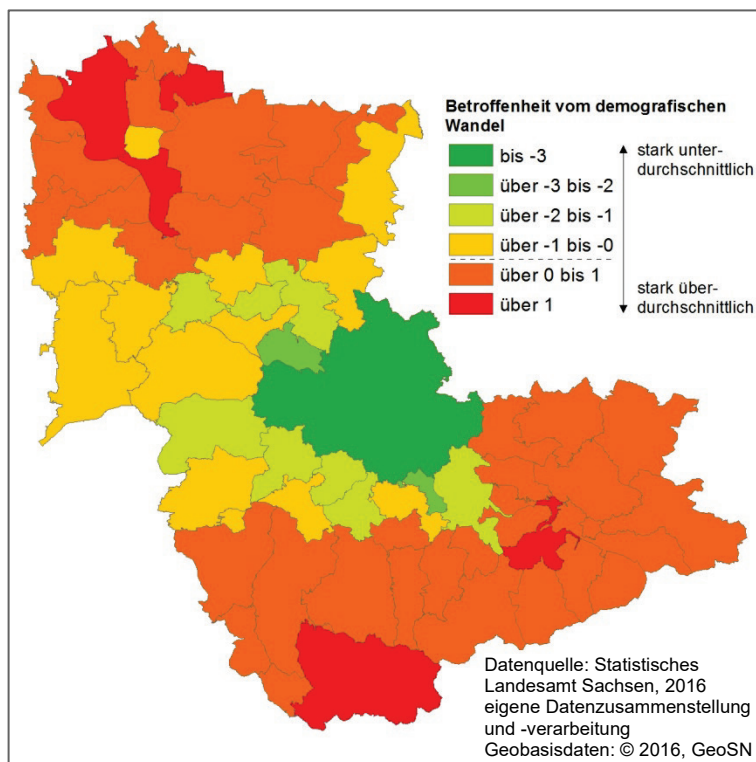 Betroffenheit vom demografischen
Wandel
bis -3
über -3 bis -2
über -2 bis -1
über -1 bis -0
über 0 bis 1
über 1
stark unter-
durchschnittlich
stark über-
durchschnittlich
Datenquelle: Statistisches
Landesamt Sachsen, 2016
eigene Datenzusammenstellung
und -verarbeitung
Geobasisdaten: © 2016, GeoSN